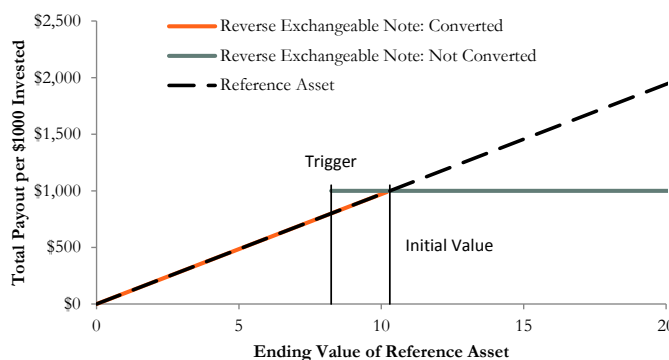 $2,500
$2,000
$1,500
$1,000
$500
$0
Total Payout per $1000 Invested
Reverse Exchangeable Note: Converted
Reverse Exchangeable Note: Not Converted
Reference Asset
Trigger
Initial Value
0 5 10 15 20
Ending Value of Reference Asset